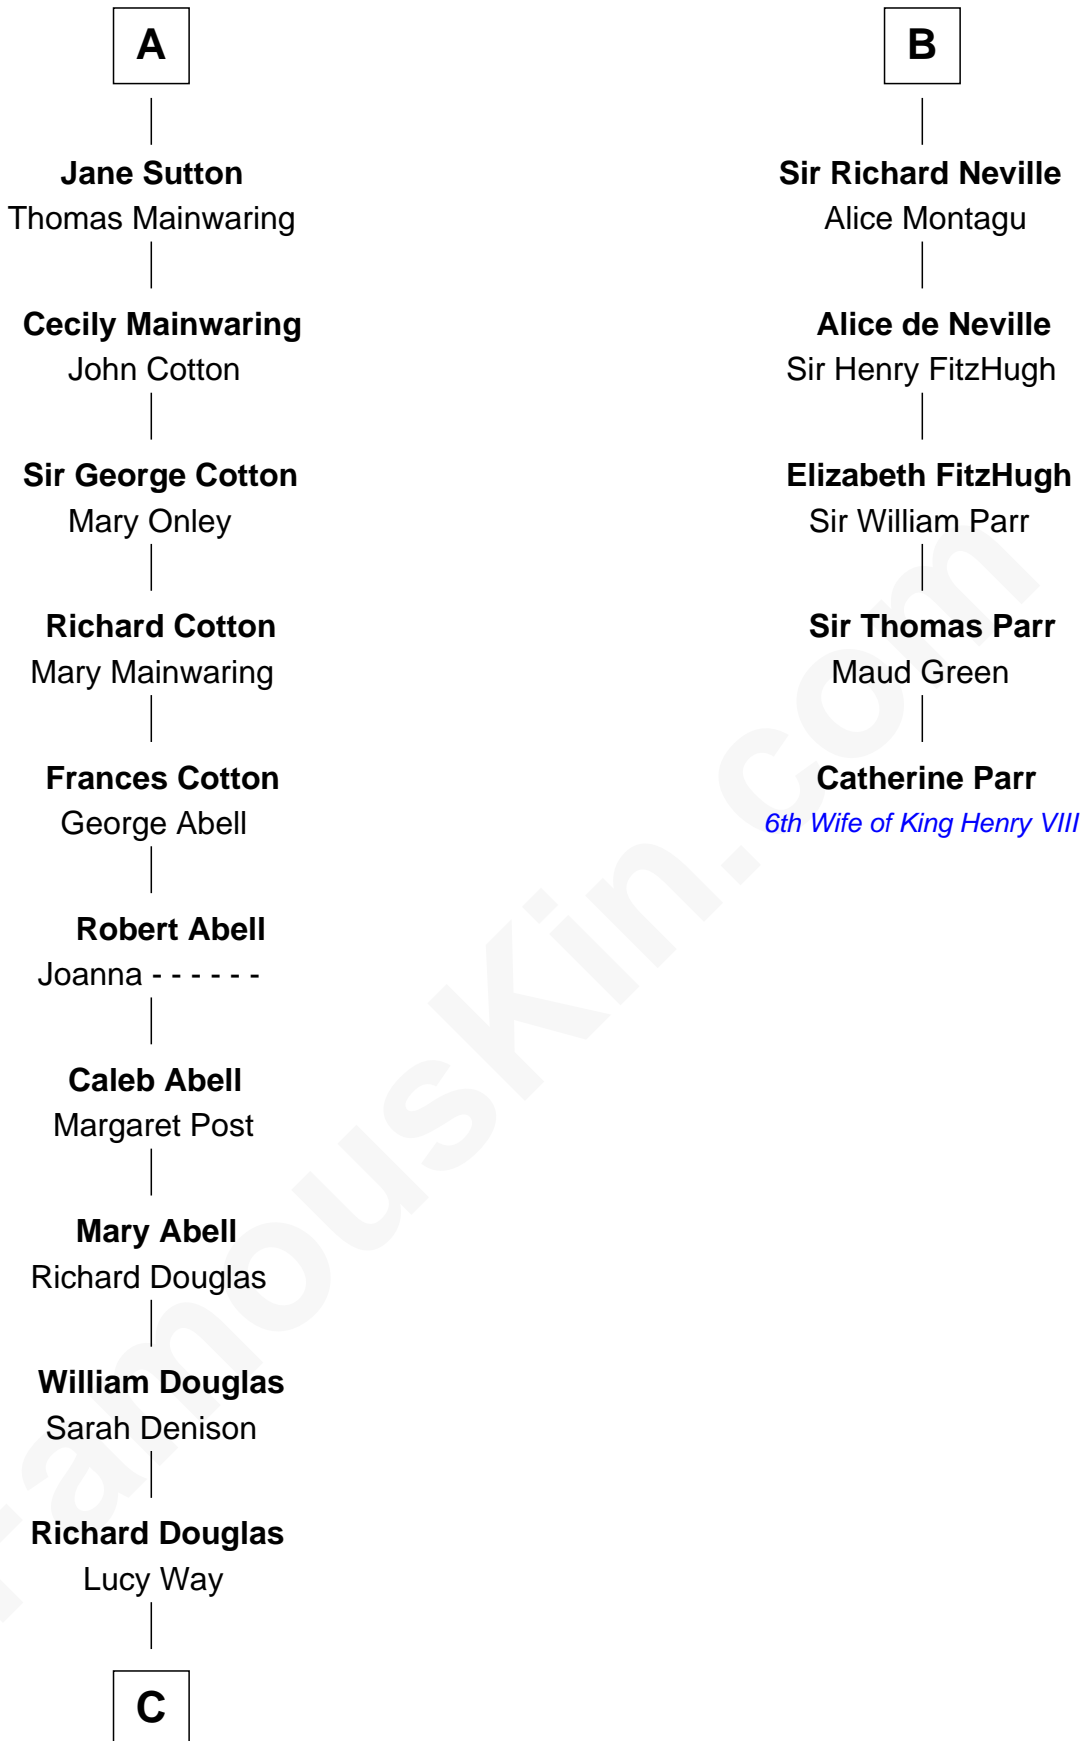 A
Jane Sutton
Thomas Mainwaring
Cecily Mainwaring
John Cotton
Sir George Cotton
Mary Onley
Richard Cotton
Mary Mainwaring
Frances Cotton
George Abell
Robert Abell
Joanna - - - - - -
Caleb Abell
Margaret Post
Mary Abell
Richard Douglas
William Douglas
Sarah Denison
Richard Douglas
Lucy Way
C
B
Sir Richard Neville
Alice Montagu
Alice de Neville
Sir Henry FitzHugh
Elizabeth FitzHugh
Sir William Parr
Sir Thomas Parr
Maud Green
Catherine Parr
6th Wife of King Henry VIII
FamousKin.com